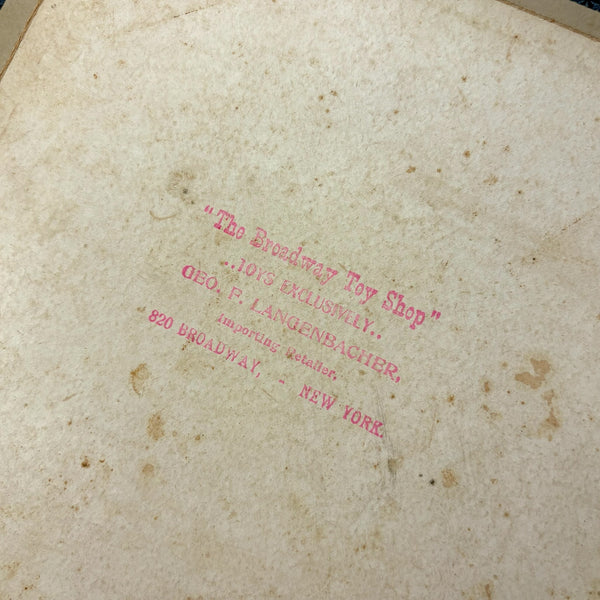 "The Broadway Toy Shop"
..TOYS EXCLUSIVELY..
GEO. P. LANGENBACHER,
Importing Retailer,
820 BROADWAY, - NEW YORK.